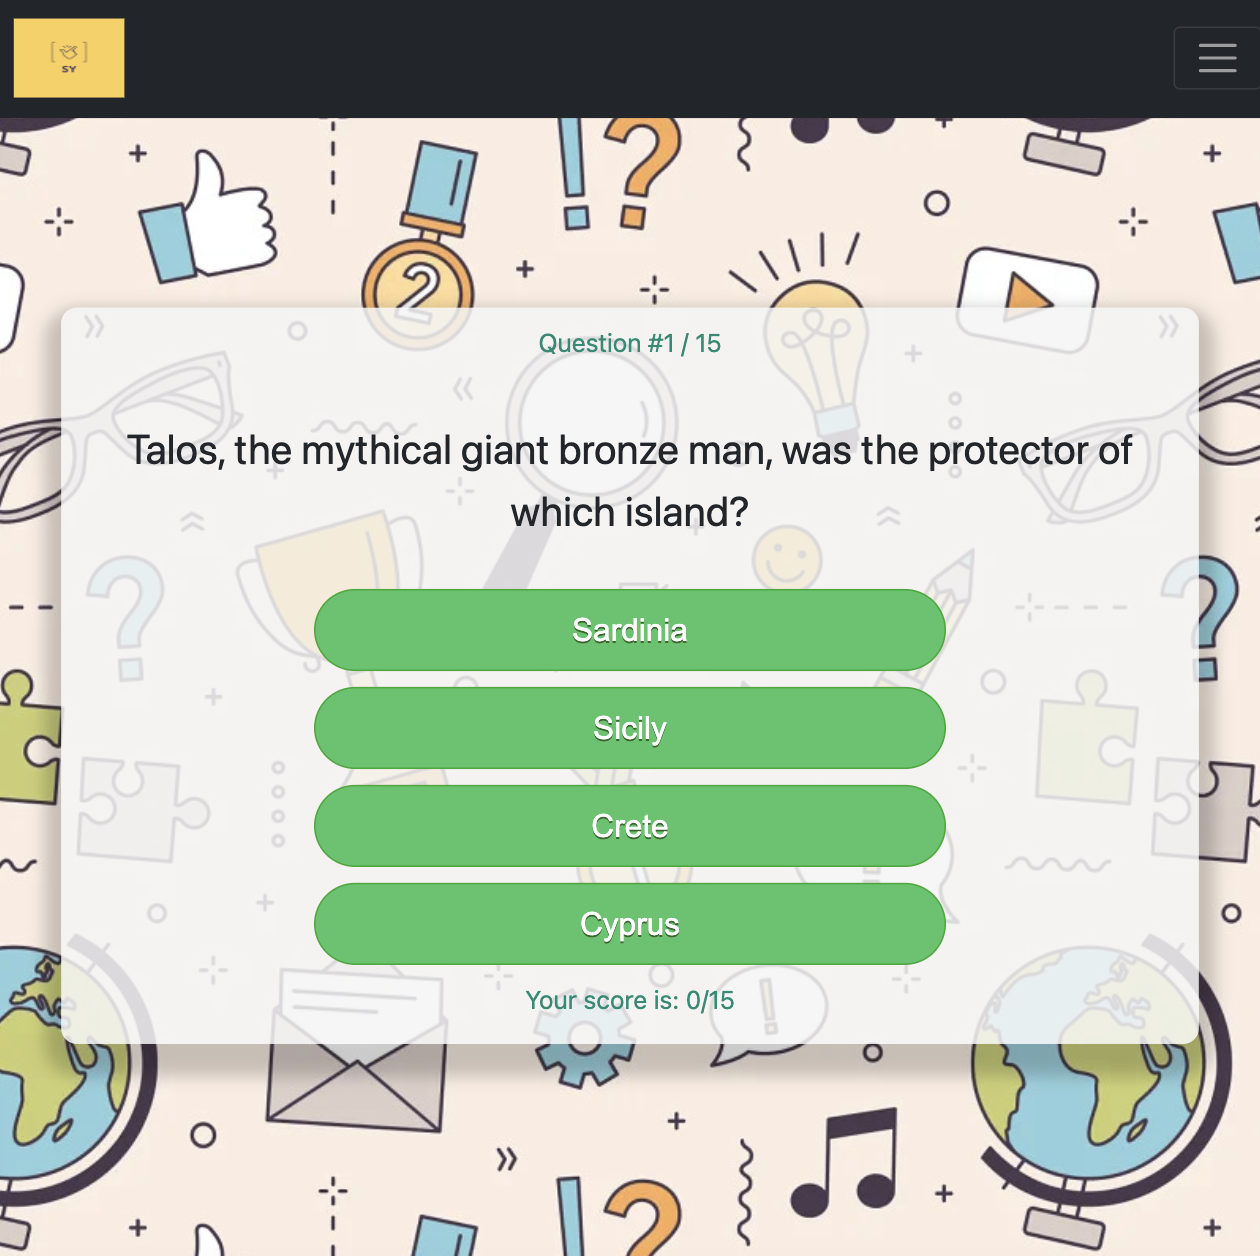 SY
2
!?
Question #1 / 15
Talos, the mythical giant bronze man, was the protector of
which island?
?
?
Sardinia
Sicily
Crete
Cyprus
Your score is: 0/15
!
!?